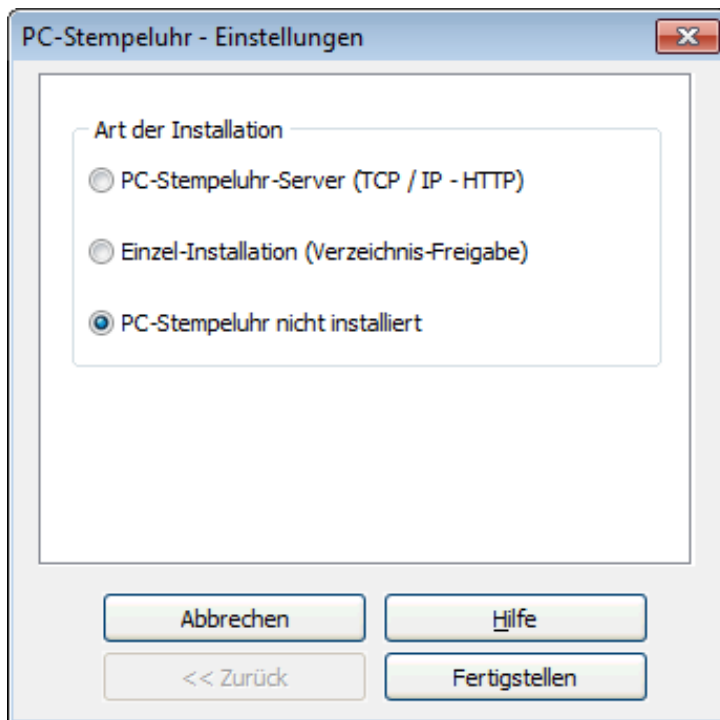 PC-Stempeluhr - Einstellungen
Art der Installation
PC-Stempeluhr-Server (TCP / IP - HTTP)
Einzel-Installation (Verzeichnis-Freigabe)
PC-Stempeluhr nicht installiert
Abbrechen
Hilfe
<< Zurück
Fertigstellen